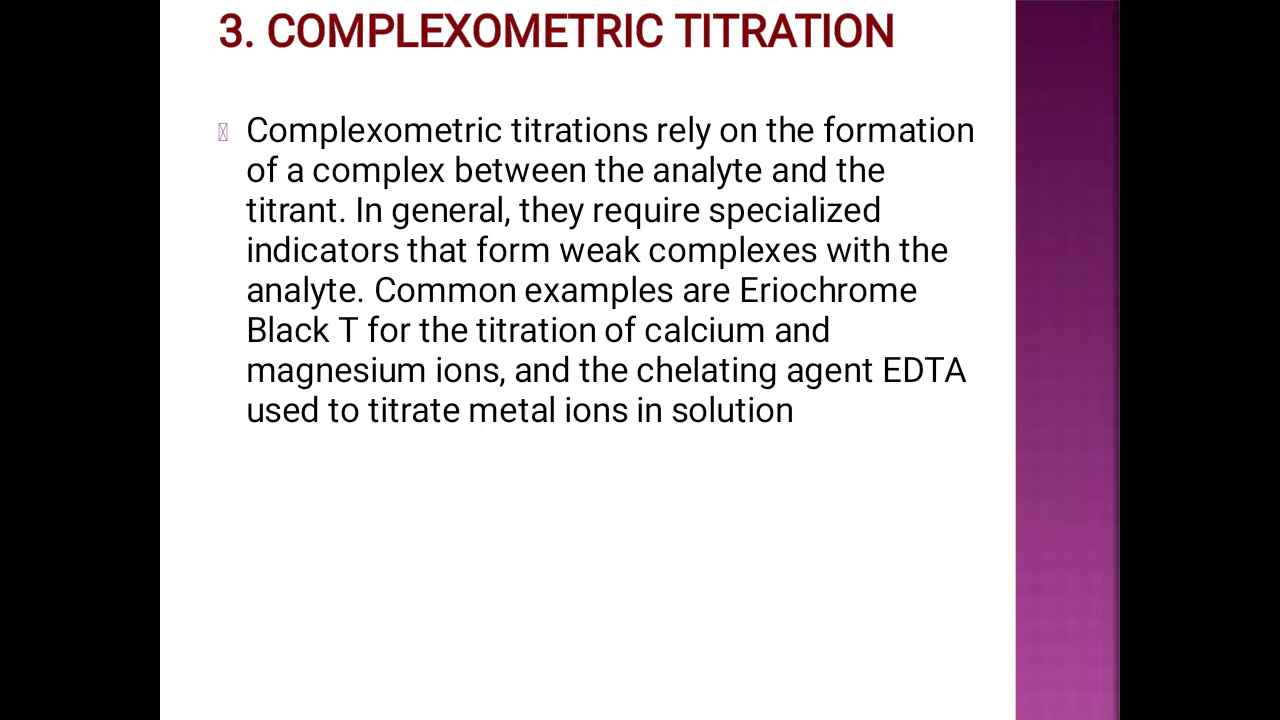 3. COMPLEXOMETRIC TITRATION
Complexometric titrations rely on the formation
of a complex between the analyte and the
titrant. In general, they require specialized
indicators that form weak complexes with the
analyte. Common examples are Eriochrome
Black T for the titration of calcium and
magnesium ions, and the chelating agent EDTA
used to titrate metal ions in solution